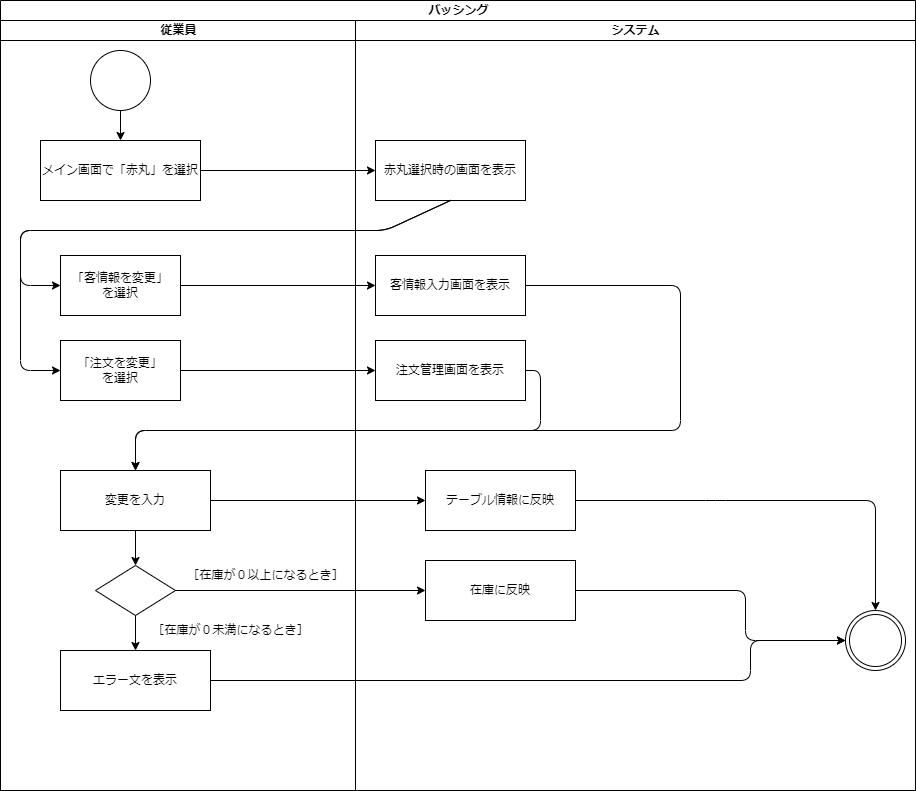 バッシング
従業員
システム
メイン画面で「赤丸」を選択
赤丸選択時の画面を表示
「客情報を変更」
を選択
客情報入力画面を表示
「注文を変更」
を選択
注文管理画面を表示
変更を入力
テーブル情報に反映
［在庫が０以上になるとき］
在庫に反映
［在庫が０未満になるとき］
エラー文を表示